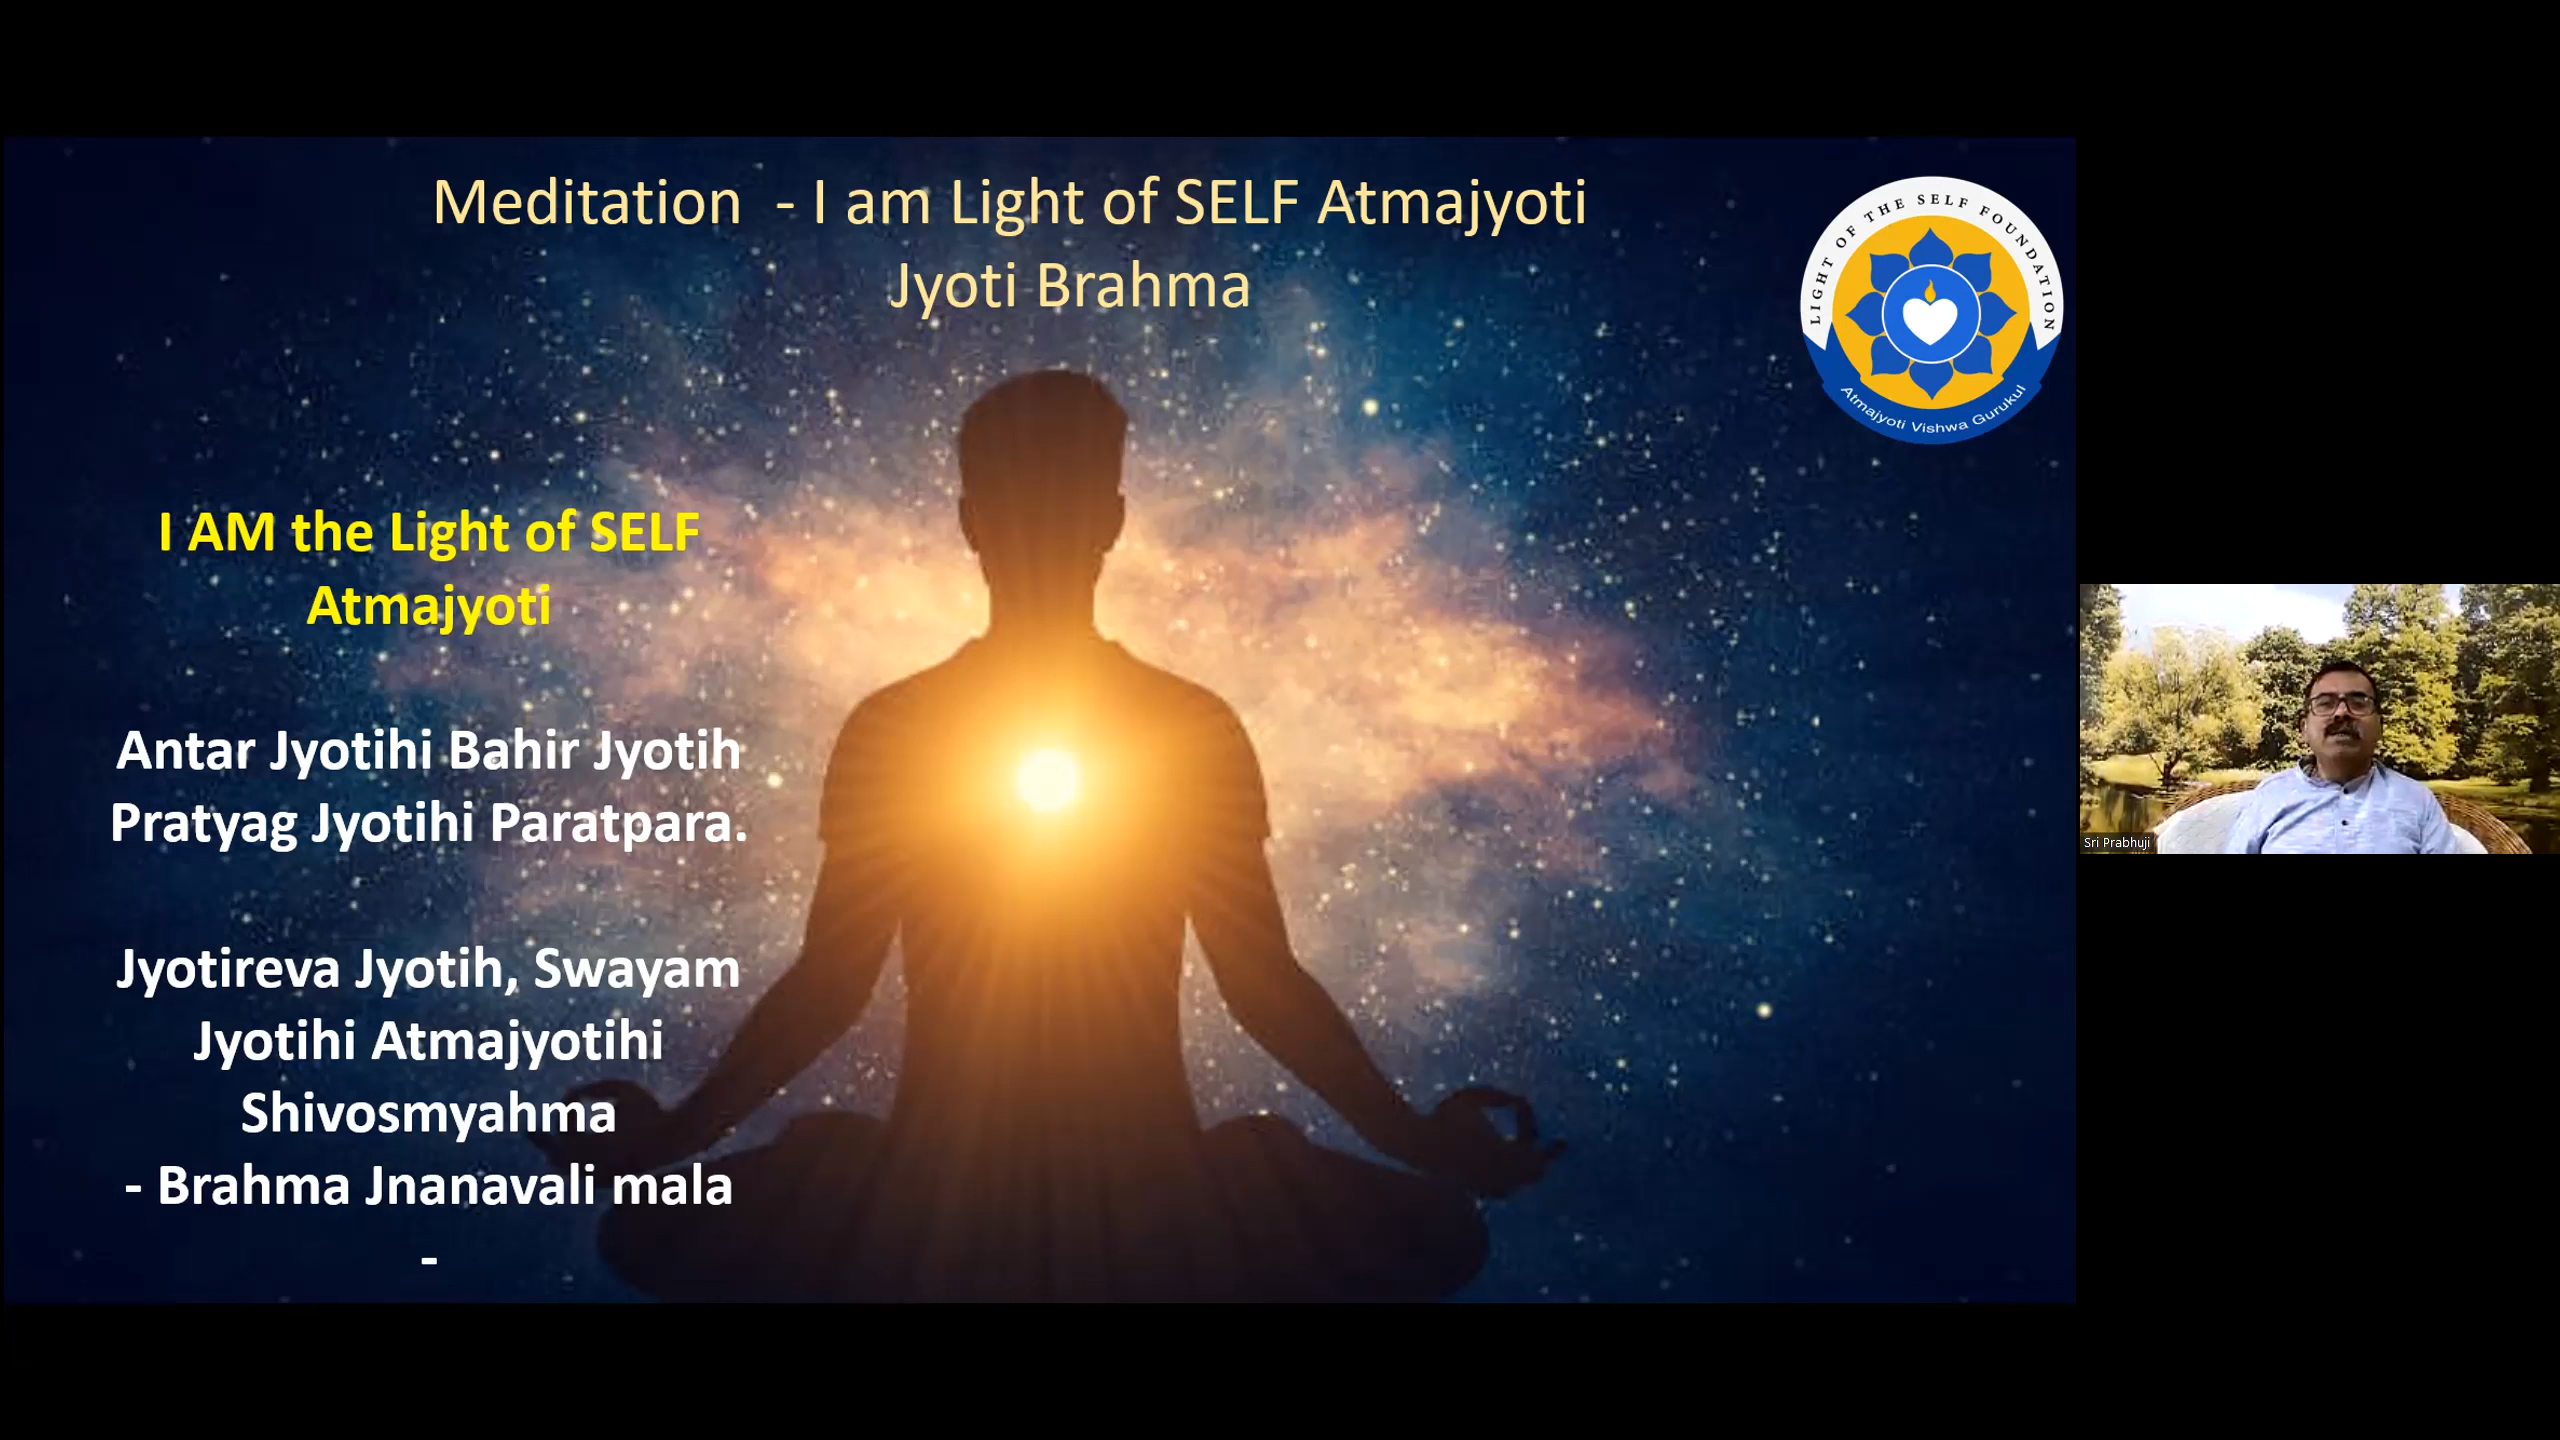 Meditation - I am Light of SELF Atmajyoti
Jyoti Brahma
LIGHT OF THE SELF FOUNDATION
Atmajyoti Vishwa Gurukul
I AM the Light of SELF
Atmajyoti
Antar Jyotihi Bahir Jyotih
Pratyag Jyotihi Paratpara.
Jyotireva Jyotih, Swayam
Jyotihi Atmajyotihi
Shivosmyahma
- Brahma Jnanavali mala
-
Sri Prabhuji